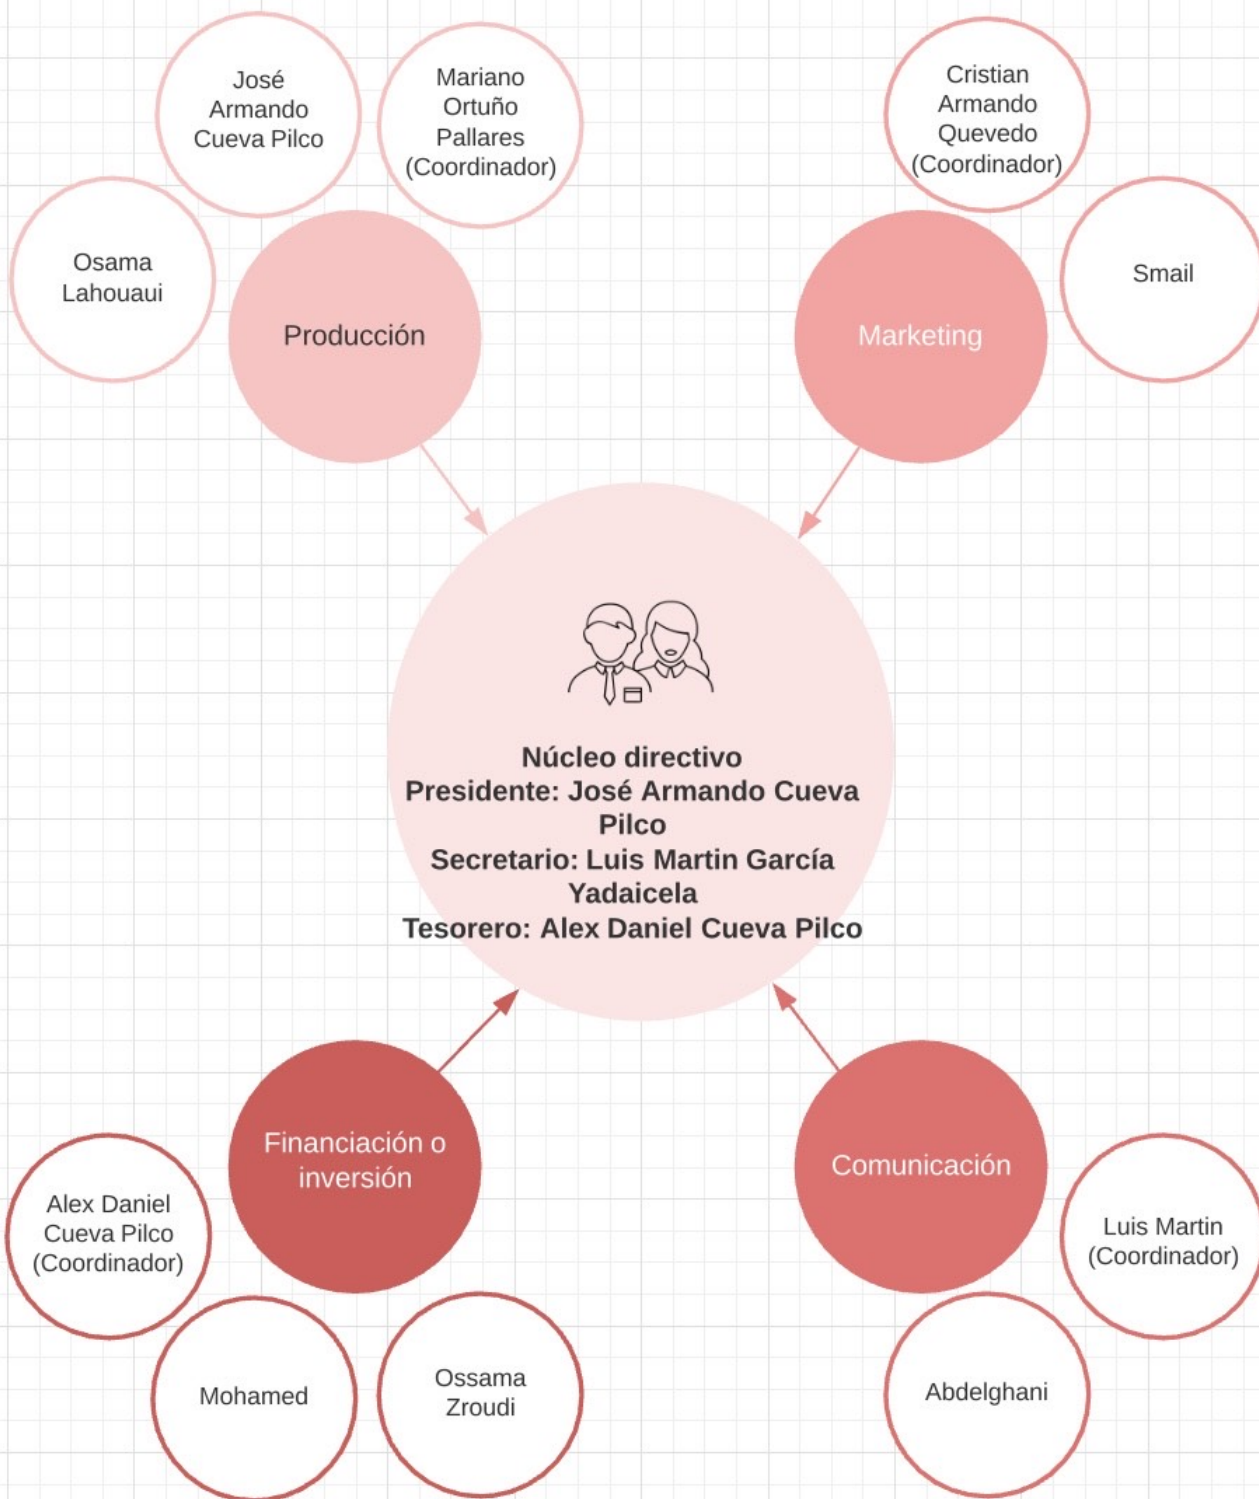 José
Armando
Cueva Pilco
Mariano
Ortuño
Pallares
(Coordinador)
Osama
Lahouaui
Producción
Cristian
Armando
Quevedo
(Coordinador)
Smail
Marketing
Núcleo directivo
Presidente: José Armando Cueva
Pilco
Secretario: Luis Martin García
Yadaicela
Tesorero: Alex Daniel Cueva Pilco
Financiación o
inversión
Alex Daniel
Cueva Pilco
(Coordinador)
Mohamed
Ossama
Zroudi
Comunicación
Luis Martin
(Coordinador)
Abdelghani